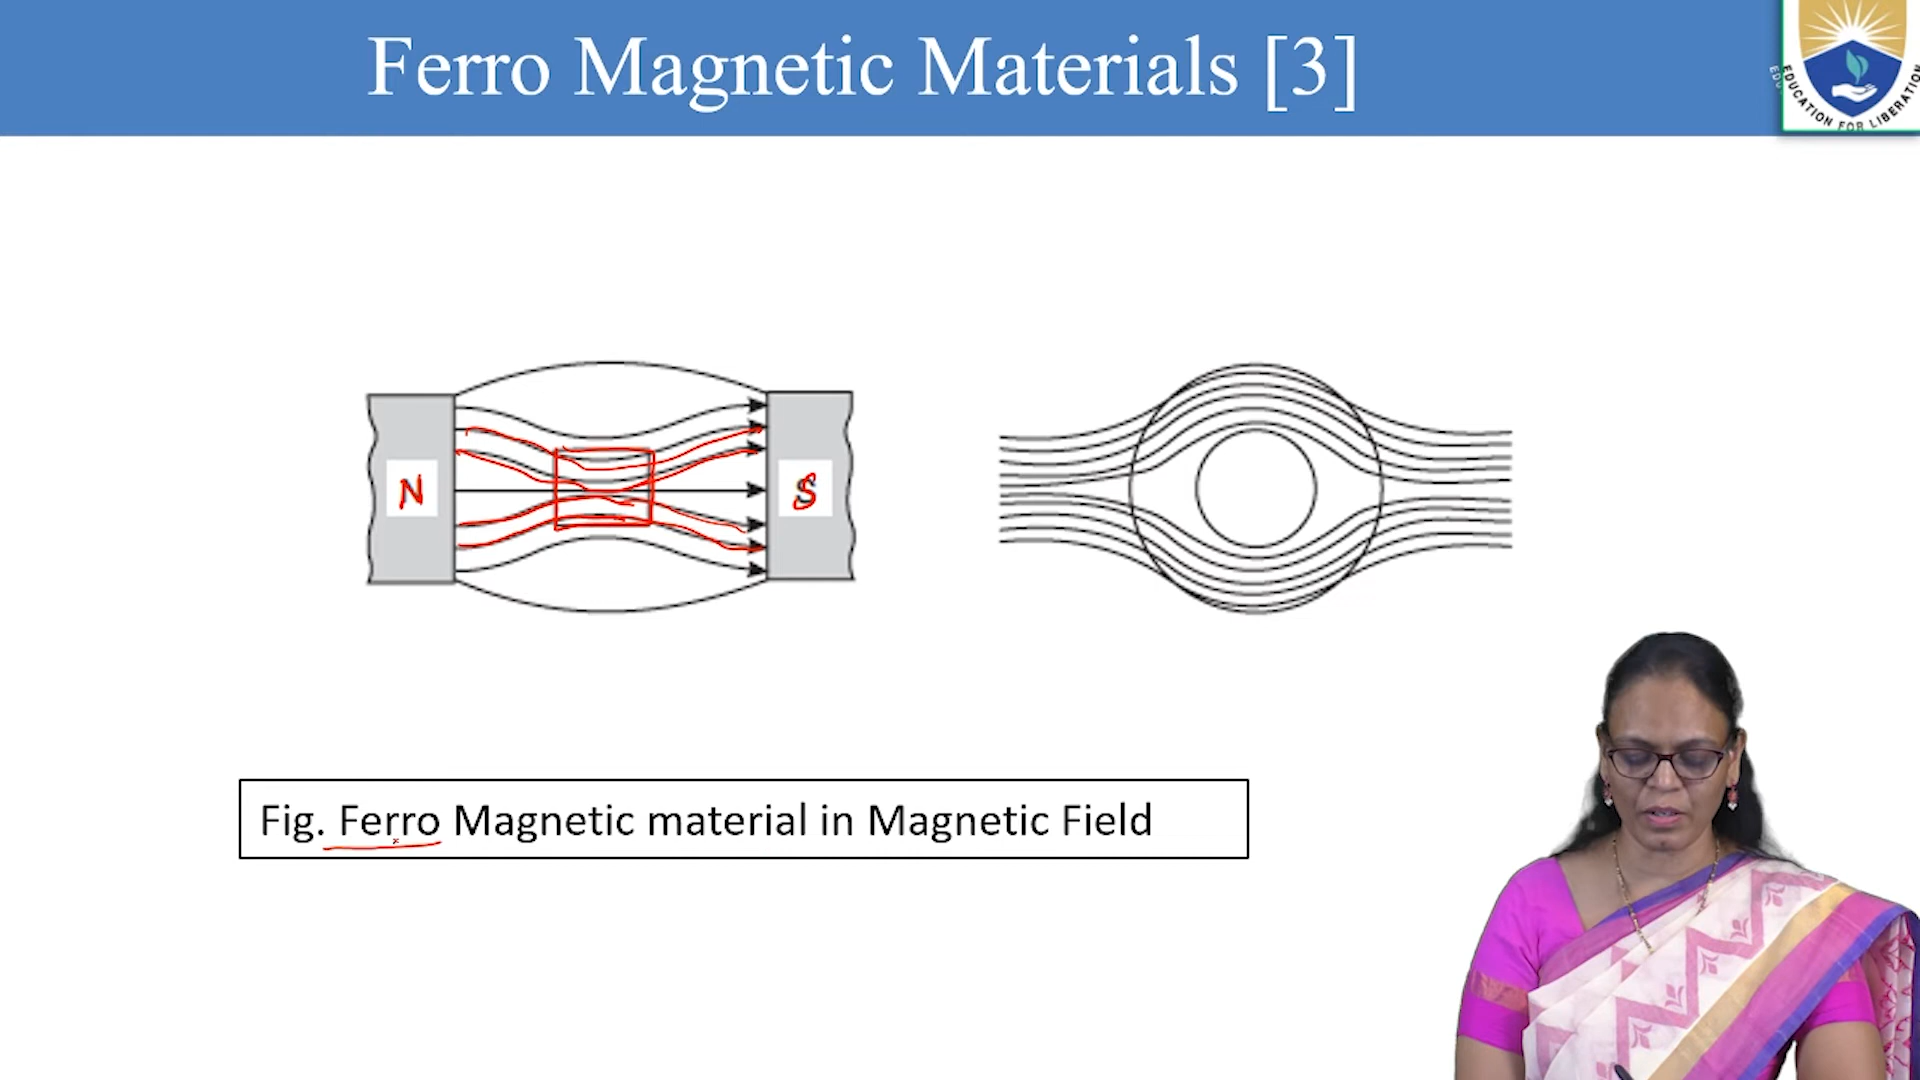 Ferro Magnetic Materials [3]
EDUCATION FOR LIBERATION
N
S
Fig. Ferro Magnetic material in Magnetic Field